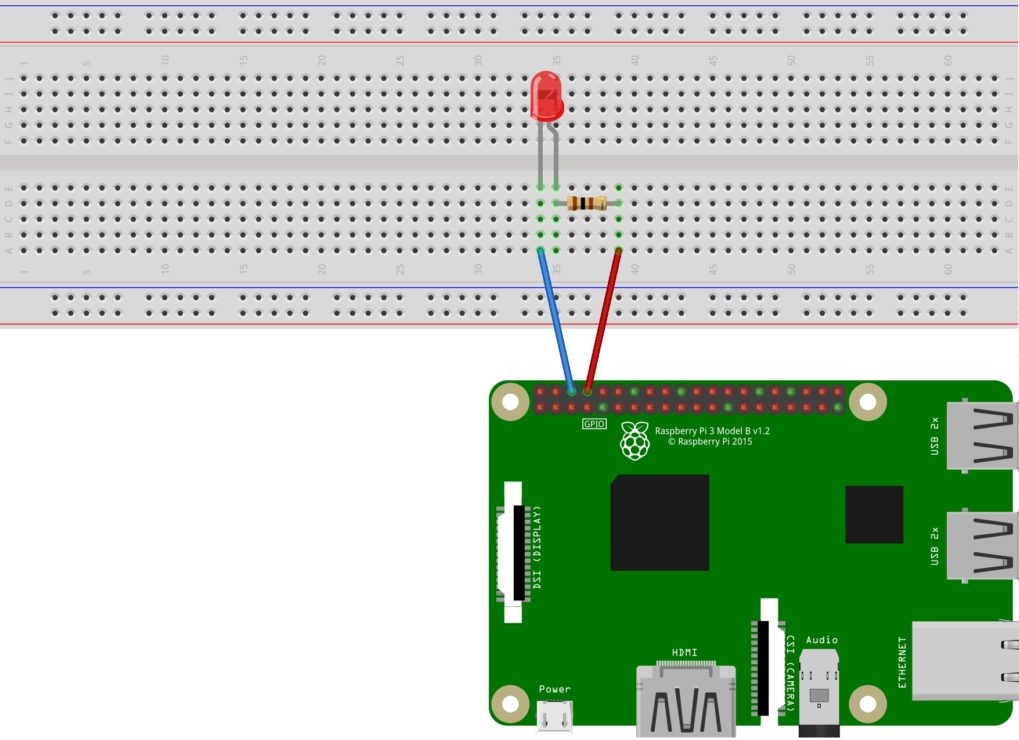 1 5 10 15 20 25 30 35 40 45 50 55 60
J J
I I
H H
G G
F F
E E
D D
C C
B B
A A
1 5 10 15 20 25 30 35 40 45 50 55 60
GPIO
Raspberry Pi 3 Model B v1.2
© Raspberry Pi 2015
USB 2x
DSI (DISPLAY)
USB 2x
HDMI
CSI (CAMERA)
Audio
ETHERNET
Power